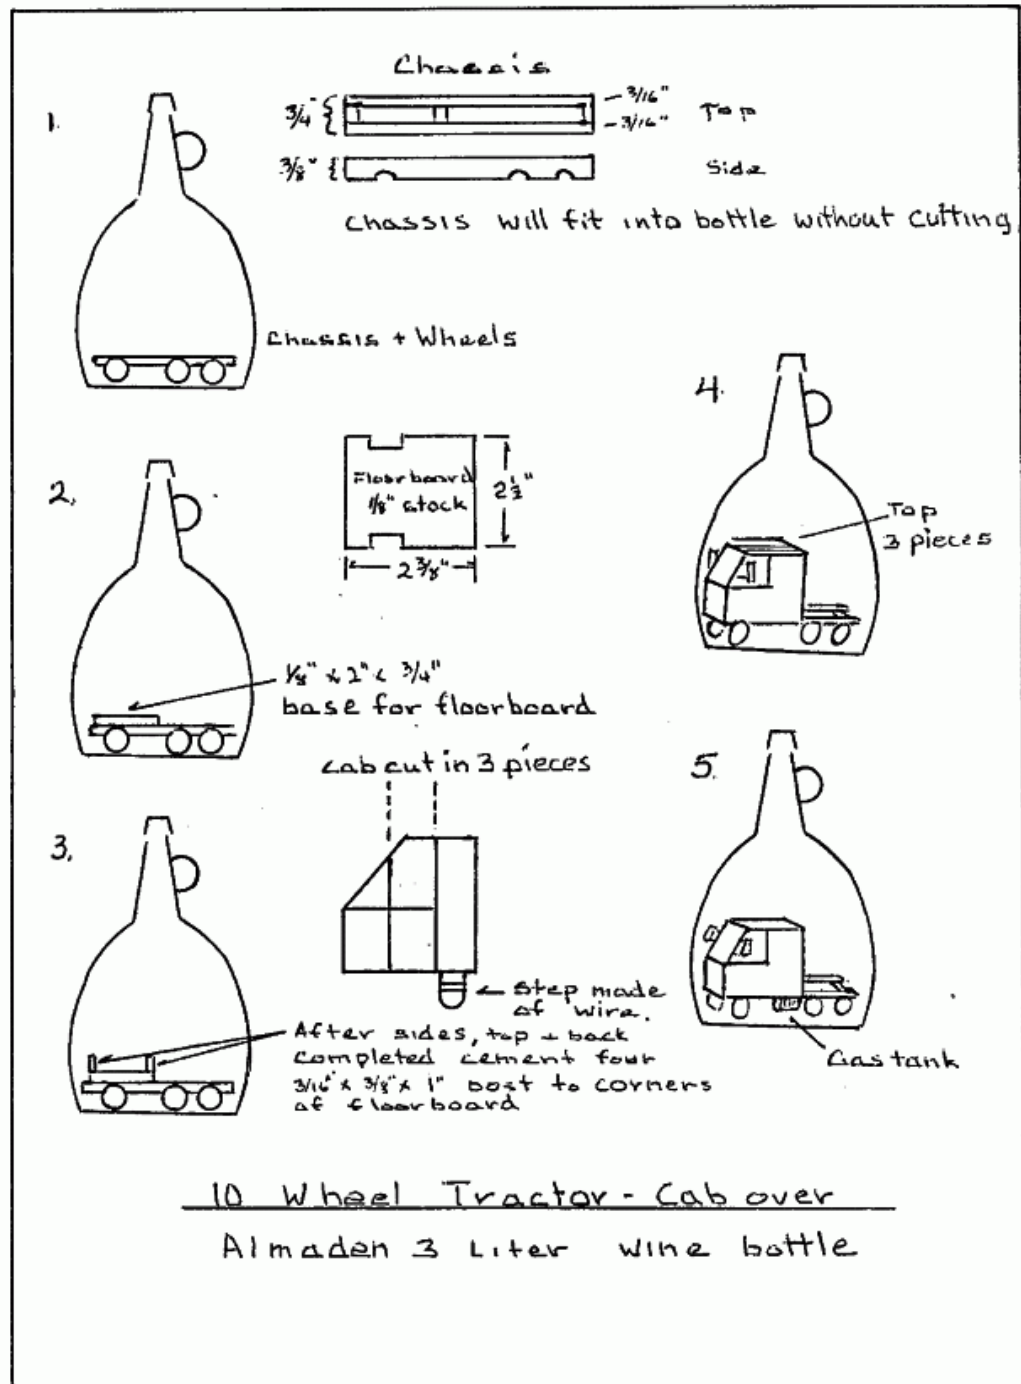 Chassis
1.
3/4" { 3/16" Top
3/16"
3/8" { Side
chassis will fit into bottle without cutting
Chassis + Wheels
4.
2.
Floorboard
1/8" stock
2 1/2"
2 3/8"
Top
3 pieces
1/8" x 2" x 3/4"
base for floorboard
cab cut in 3 pieces
5.
3.
Step made
of wire.
After sides, top + back
completed cement four
3/16" x 3/8" x 1" post to corners
of floorboard
Gas tank
10 Wheel Tractor - Cab over
Almaden 3 Liter wine bottle